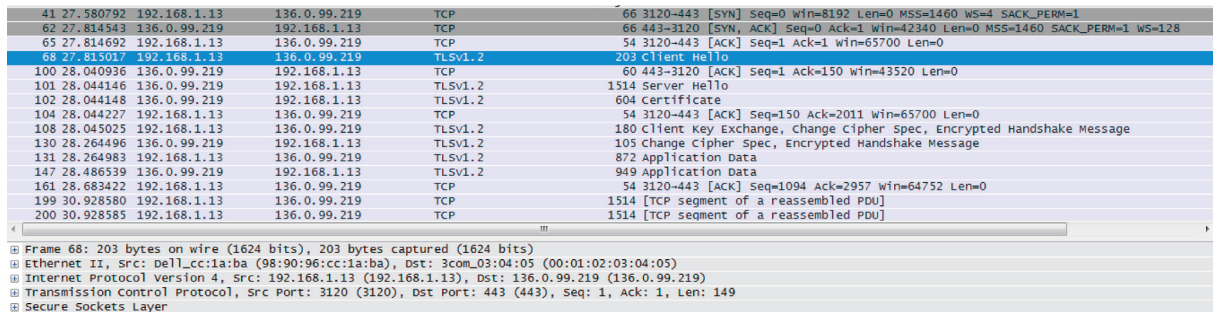 41 27.580792 192.168.1.13 136.0.99.219 TCP 66 3120→443 [SYN] Seq=0 Win=8192 Len=0 MSS=1460 WS=4 SACK_PERM=1
62 27.814543 136.0.99.219 192.168.1.13 TCP 66 443→3120 [SYN, ACK] Seq=0 Ack=1 Win=42340 Len=0 MSS=1460 SACK_PERM=1 WS=128
65 27.814692 192.168.1.13 136.0.99.219 TCP 54 3120→443 [ACK] Seq=1 Ack=1 Win=65700 Len=0
68 27.815017 192.168.1.13 136.0.99.219 TLSv1.2 203 Client Hello
100 28.040936 136.0.99.219 192.168.1.13 TCP 60 443→3120 [ACK] Seq=1 Ack=150 Win=43520 Len=0
101 28.044146 136.0.99.219 192.168.1.13 TLSv1.2 1514 Server Hello
102 28.044148 136.0.99.219 192.168.1.13 TLSv1.2 604 Certificate
104 28.044227 192.168.1.13 136.0.99.219 TCP 54 3120→443 [ACK] Seq=150 Ack=2011 Win=65700 Len=0
108 28.045025 192.168.1.13 136.0.99.219 TLSv1.2 180 Client Key Exchange, Change Cipher Spec, Encrypted Handshake Message
130 28.264496 136.0.99.219 192.168.1.13 TLSv1.2 105 Change Cipher Spec, Encrypted Handshake Message
131 28.264983 192.168.1.13 136.0.99.219 TLSv1.2 872 Application Data
147 28.486539 136.0.99.219 192.168.1.13 TLSv1.2 949 Application Data
161 28.683422 192.168.1.13 136.0.99.219 TCP 54 3120→443 [ACK] Seq=1094 Ack=2957 Win=64752 Len=0
199 30.928580 192.168.1.13 136.0.99.219 TCP 1514 [TCP segment of a reassembled PDU]
200 30.928585 192.168.1.13 136.0.99.219 TCP 1514 [TCP segment of a reassembled PDU]
Frame 68: 203 bytes on wire (1624 bits), 203 bytes captured (1624 bits)
Ethernet II, Src: Dell_cc:1a:ba (98:90:96:cc:1a:ba), Dst: 3com_03:04:05 (00:01:02:03:04:05)
Internet Protocol Version 4, Src: 192.168.1.13 (192.168.1.13), Dst: 136.0.99.219 (136.0.99.219)
Transmission Control Protocol, Src Port: 3120 (3120), Dst Port: 443 (443), Seq: 1, Ack: 1, Len: 149
Secure Sockets Layer